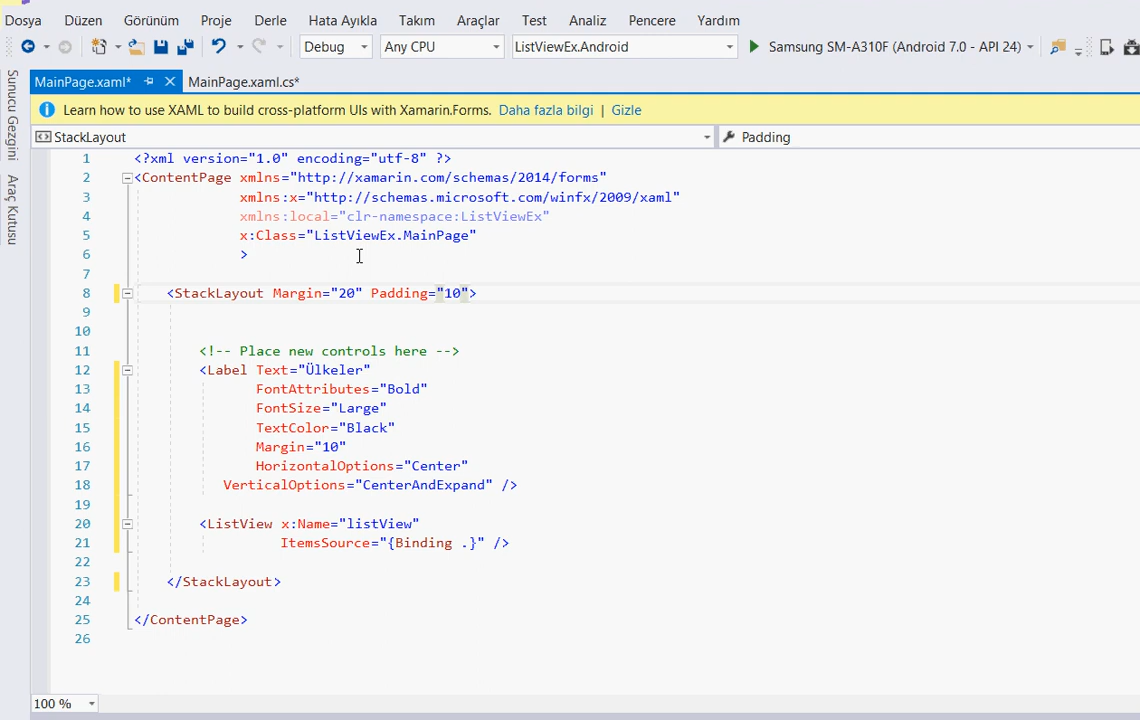 Dosya Düzen Görünüm Proje Derle Hata Ayıkla Takım Araçlar Test Analiz Pencere Yardım
Debug Any CPU ListViewEx.Android Samsung SM-A310F (Android 7.0 - API 24)
Sunucu Gezgini
Araç Kutusu
MainPage.xaml* MainPage.xaml.cs*
Learn how to use XAML to build cross-platform UIs with Xamarin.Forms. Daha fazla bilgi | Gizle
StackLayout Padding
1 <?xml version="1.0" encoding="utf-8" ?>
2 <ContentPage xmlns="http://xamarin.com/schemas/2014/forms"
3 xmlns:x="http://schemas.microsoft.com/winfx/2009/xaml"
4 xmlns:local="clr-namespace:ListViewEx"
5 x:Class="ListViewEx.MainPage"
6 >
7
8 <StackLayout Margin="20" Padding="10">
9
10
11 <!-- Place new controls here -->
12 <Label Text="Ülkeler"
13 FontAttributes="Bold"
14 FontSize="Large"
15 TextColor="Black"
16 Margin="10"
17 HorizontalOptions="Center"
18 VerticalOptions="CenterAndExpand" />
19
20 <ListView x:Name="listView"
21 ItemsSource="{Binding .}" />
22
23 </StackLayout>
24
25 </ContentPage>
26
100 %